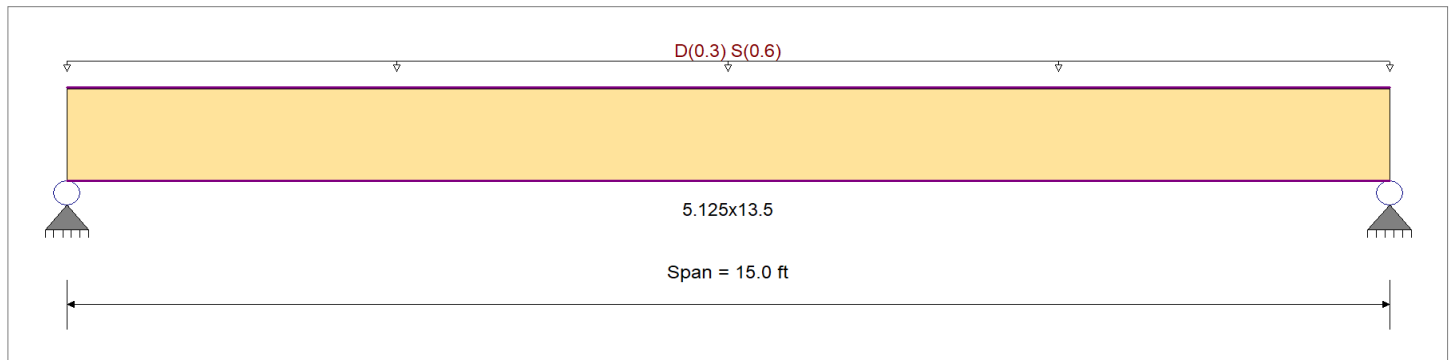 D(0.3) S(0.6)
5.125x13.5
Span = 15.0 ft